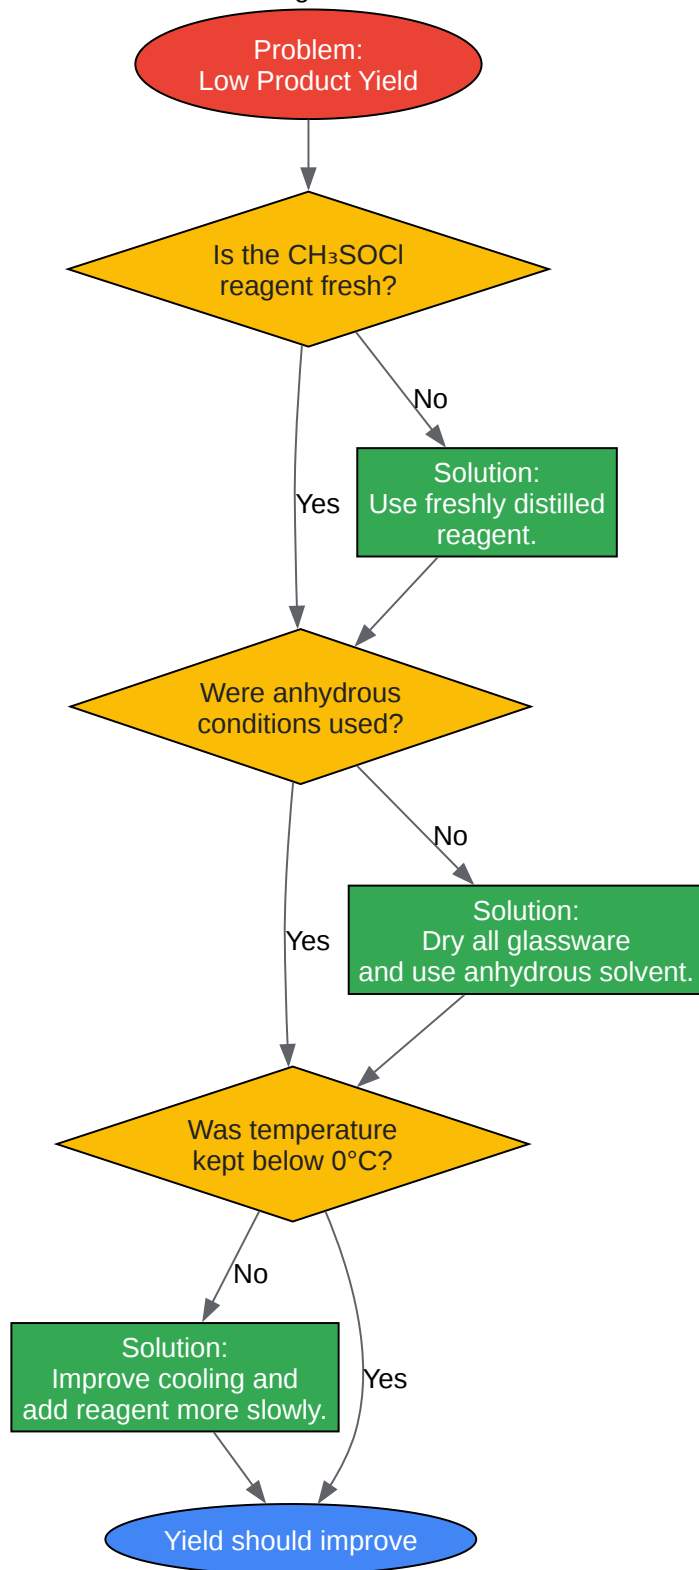 Problem:
Low Product Yield
Is the CH₃SOCl
reagent fresh?
No
Solution:
Use freshly distilled
reagent.
Yes
Were anhydrous
conditions used?
No
Solution:
Dry all glassware
and use anhydrous solvent.
Yes
Was temperature
kept below 0°C?
No
Solution:
Improve cooling and
add reagent more slowly.
Yes
Yield should improve